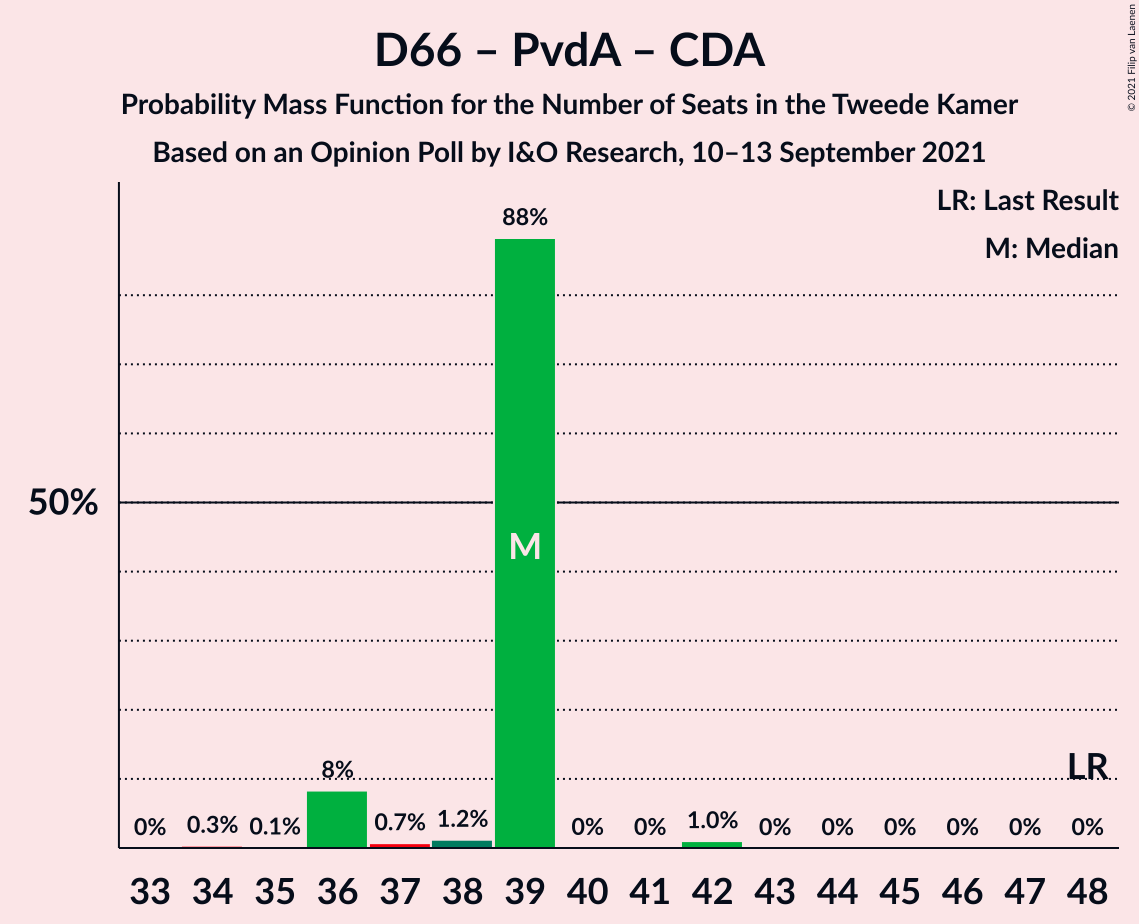 D66 – PvdA – CDA
Probability Mass Function for the Number of Seats in the Tweede Kamer
Based on an Opinion Poll by I&O Research, 10–13 September 2021
© 2021 Filip van Laenen
LR: Last Result
M: Median
88%
50%
M
LR
0% 0.3% 0.1% 8% 0.7% 1.2% 0% 0% 1.0% 0% 0% 0% 0% 0% 0%
33 34 35 36 37 38 39 40 41 42 43 44 45 46 47 48